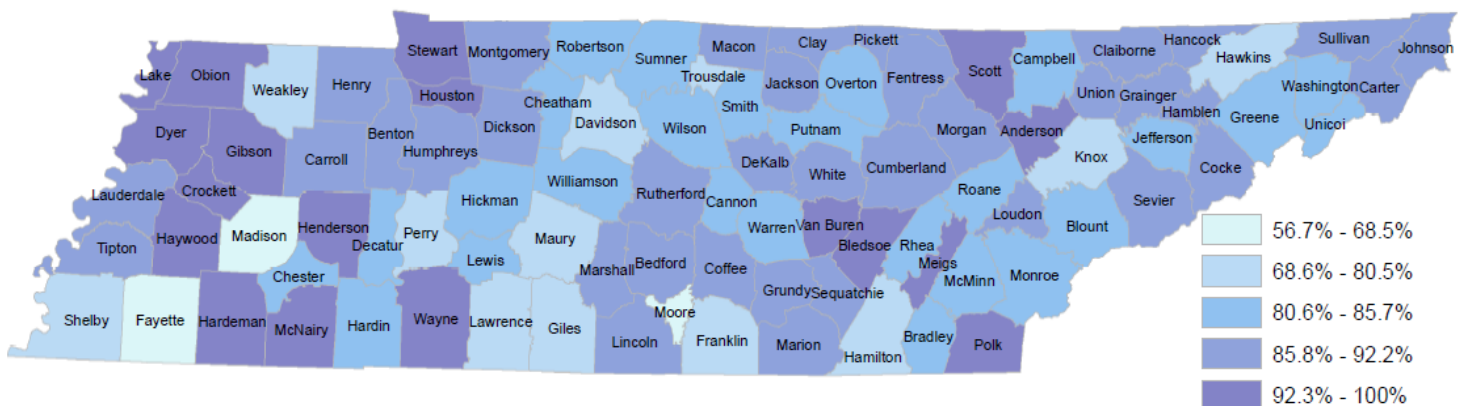 Stewart
Montgomery
Robertson
Sumner
Macon
Clay
Pickett
Scott
Campbell
Claiborne
Hancock
Hawkins
Sullivan
Johnson
Lake
Obion
Weakley
Henry
Houston
Cheatham
Trousdale
Smith
Jackson
Overton
Fentress
Union
Grainger
Hamblen
Washington
Carter
Greene
Unicoi
Dyer
Gibson
Carroll
Benton
Humphreys
Dickson
Davidson
Wilson
Putnam
Morgan
Anderson
Knox
Jefferson
Cocke
Lauderdale
Crockett
Williamson
Rutherford
DeKalb
White
Cumberland
Roane
Loudon
Blount
Sevier
Tipton
Haywood
Madison
Henderson
Decatur
Perry
Hickman
Maury
Cannon
Warren
Van Buren
Bledsoe
Rhea
Meigs
McMinn
Monroe
Chester
Lewis
Marshall
Bedford
Coffee
Grundy
Sequatchie
Shelby
Fayette
Hardeman
McNairy
Hardin
Wayne
Lawrence
Giles
Lincoln
Moore
Franklin
Marion
Hamilton
Bradley
Polk
56.7% - 68.5%
68.6% - 80.5%
80.6% - 85.7%
85.8% - 92.2%
92.3% - 100%